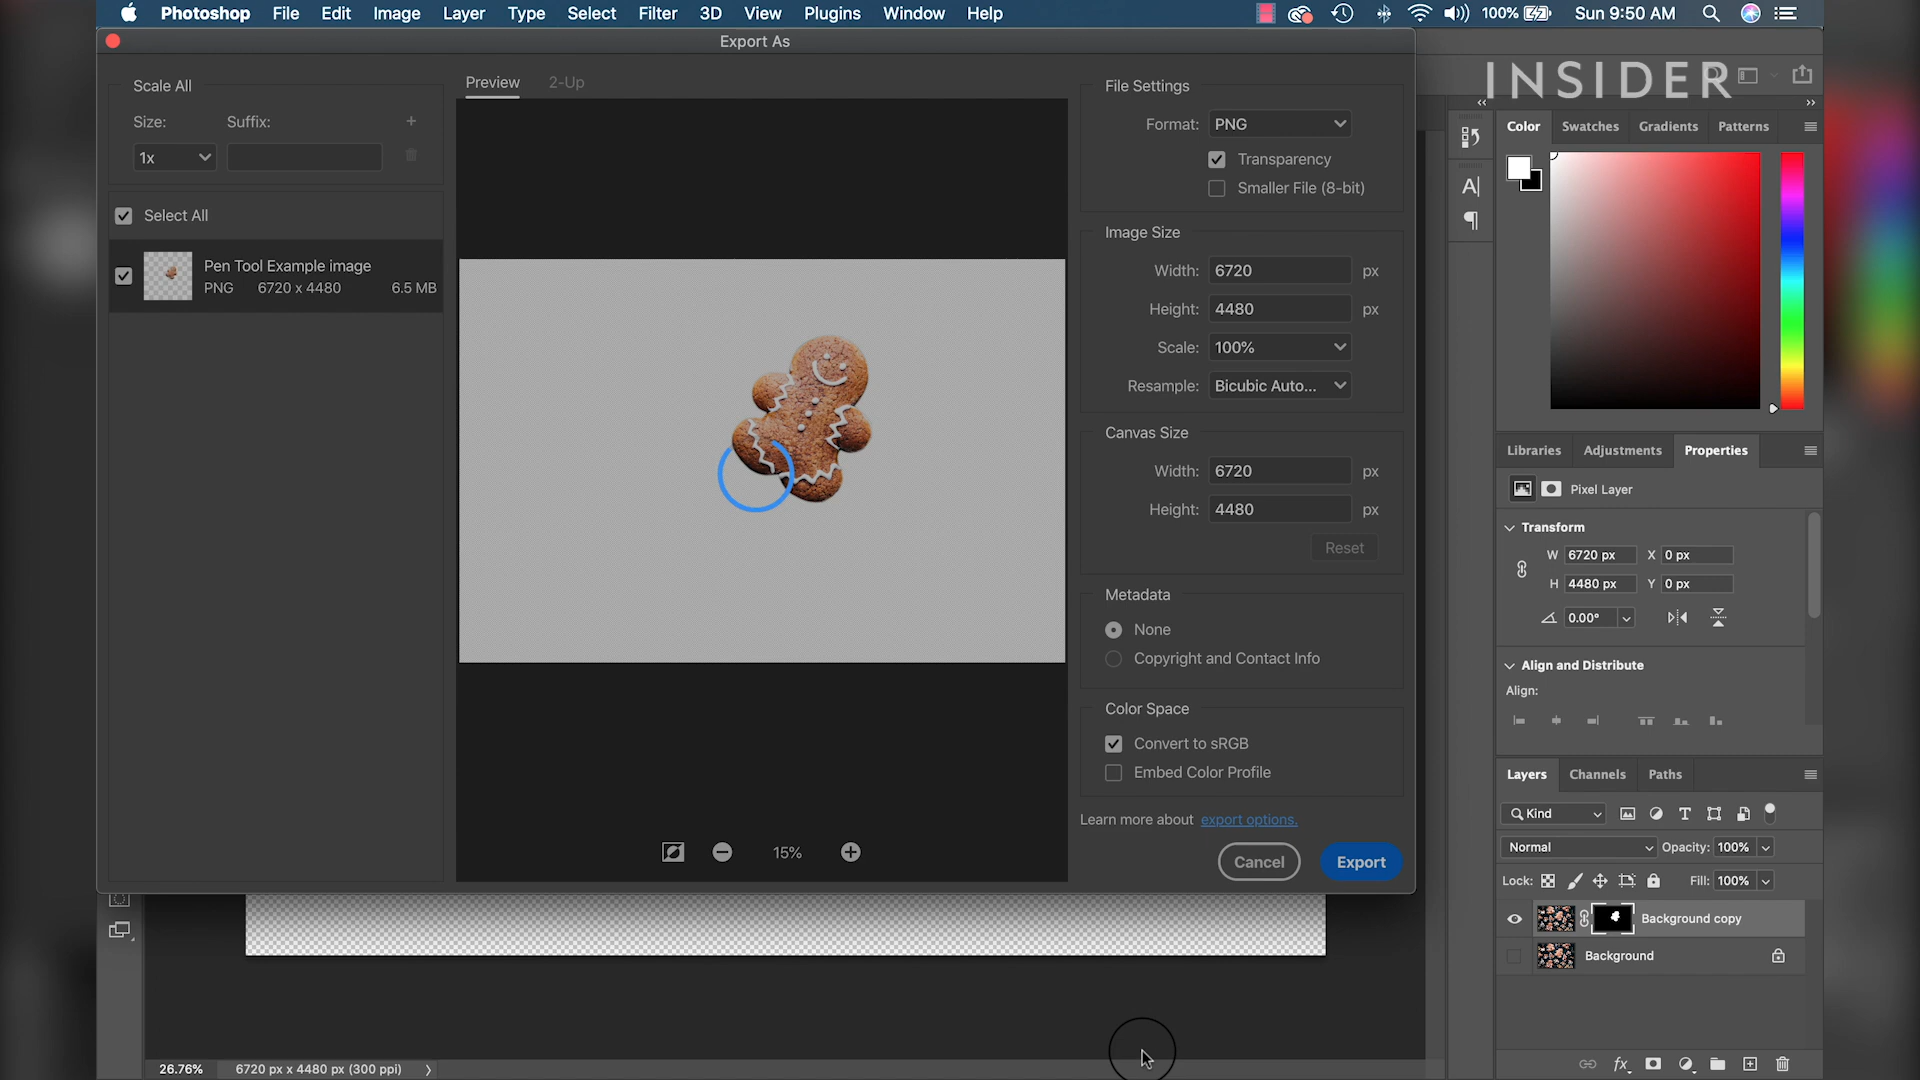 Photoshop File Edit Image Layer Type Select Filter 3D View Plugins Window Help
100% Sun 9:50 AM
Export As
INSIDER
Scale All
Size: Suffix:
1x
Select All
Pen Tool Example image
PNG 6720 x 4480 6.5 MB
Preview 2-Up
15%
File Settings
Format: PNG
Transparency
Smaller File (8-bit)
Image Size
Width: 6720 px
Height: 4480 px
Scale: 100%
Resample: Bicubic Auto...
Canvas Size
Width: 6720 px
Height: 4480 px
Reset
Metadata
None
Copyright and Contact Info
Color Space
Convert to sRGB
Embed Color Profile
Learn more about export options.
Cancel Export
Color Swatches Gradients Patterns
Libraries Adjustments Properties
Pixel Layer
Transform
W 6720 px X 0 px
H 4480 px Y 0 px
0.00°
Align and Distribute
Align:
Layers Channels Paths
Kind
Normal Opacity: 100%
Lock: Fill: 100%
Background copy
Background
fx
26.76% 6720 px x 4480 px (300 ppi)